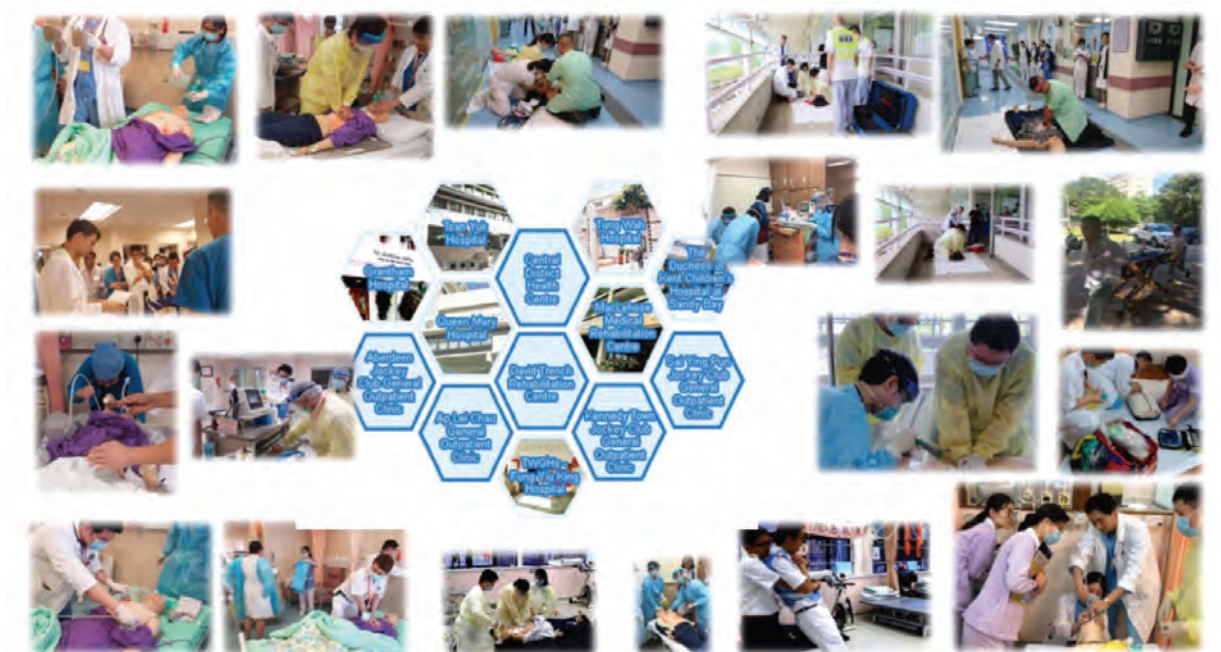 Tsan Yuk
Hospital
Tung Wah
Hospital
Grantham
Hospital
Central
District
Health
Centre
The
Duchess of
Kent Children's
Hospital at
Sandy Bay
Queen Mary
Hospital
MacLehose
Medical
Rehabilitation
Centre
Aberdeen
Jockey
Club General
Outpatient
Clinic
David Trench
Rehabilitation
Centre
Sai Ying Pun
Jockey Club
General
Outpatient
Clinic
Ap Lei Chau
General
Outpatient
Clinic
Kennedy Town
Jockey Club
General
Outpatient
Clinic
TWGHs
Fung Yiu King
Hospital